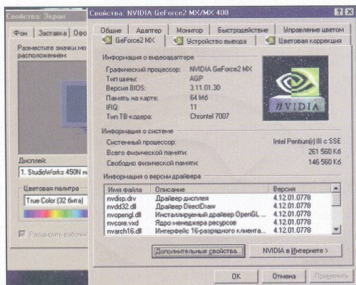 Свойства: Экран
Свойства: NVIDIA GeForce2 MX/MX 400
Фон
Заставка
Общие
Адаптер
Монитор
Быстродействие
Управление цветом
GeForce2 MX
Устройство вывода
Цветовая коррекция
Разместите значки мо
расположением
Информация о видеоадаптере
Графический процессор: NVIDIA GeForce2 MX
Тип шины: AGP
Версия BIOS: 3.11.01.30
Память на карте: 64 Мб
IRQ: 11
Тип ТВ кодера: Chrontel 7007
NVIDIA
Информация о системе
Системный процессор: Intel Pentium(r) III с SSE
Всего физической памяти: 261 560 Кб
Свободно физической памяти: 146 560 Кб
Дисплей:
1. StudioWorks 450N н
Информация о версии драйвера
Имя файла Описание Версия
nvdisp.drv Драйвер дисплея 4.12.01.0778
nvdd32.dll Драйвер DirectDraw 4.12.01.0778
nvopengl.dll Инсталлируемый драйвер OpenGL ... 4.12.01.0778
nvcore.vxd Ядро менеджера ресурсов 4.12.01.0778
nvarch16.dll Интерфейс 16-разрядного клиента... 4.12.01.0778
Цветовая палитра
True Color (32 бита)
Расширить рабочий
Дополнительные свойства...
NVIDIA в Интернете >
OK
Отмена
Применить